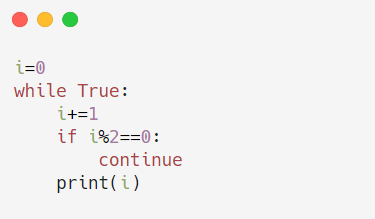 i=0
while True:
    i+=1
    if i%2==0:
        continue
    print(i)